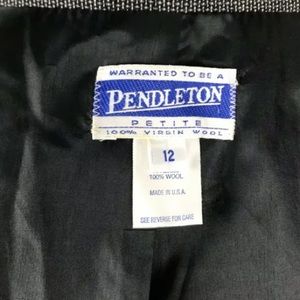 WARRANTED TO BE A
PENDLETON
PETITE
100% VIRGIN WOOL
12
100% WOOL
MADE IN U.S.A.
SEE REVERSE FOR CARE